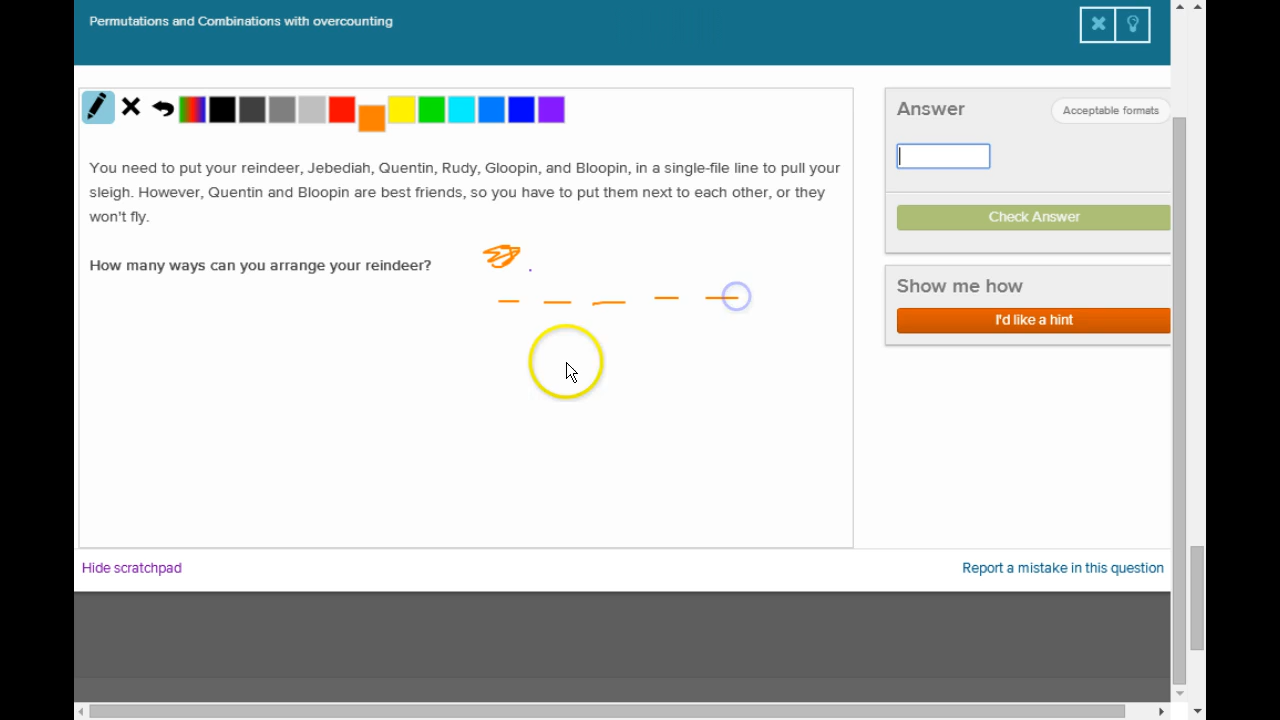 Permutations and Combinations with overcounting
You need to put your reindeer, Jebediah, Quentin, Rudy, Gloopin, and Bloopin, in a single-file line to pull your
sleigh. However, Quentin and Bloopin are best friends, so you have to put them next to each other, or they
won't fly.
How many ways can you arrange your reindeer?
Answer
Acceptable formats
Check Answer
Show me how
I'd like a hint
Hide scratchpad
Report a mistake in this question